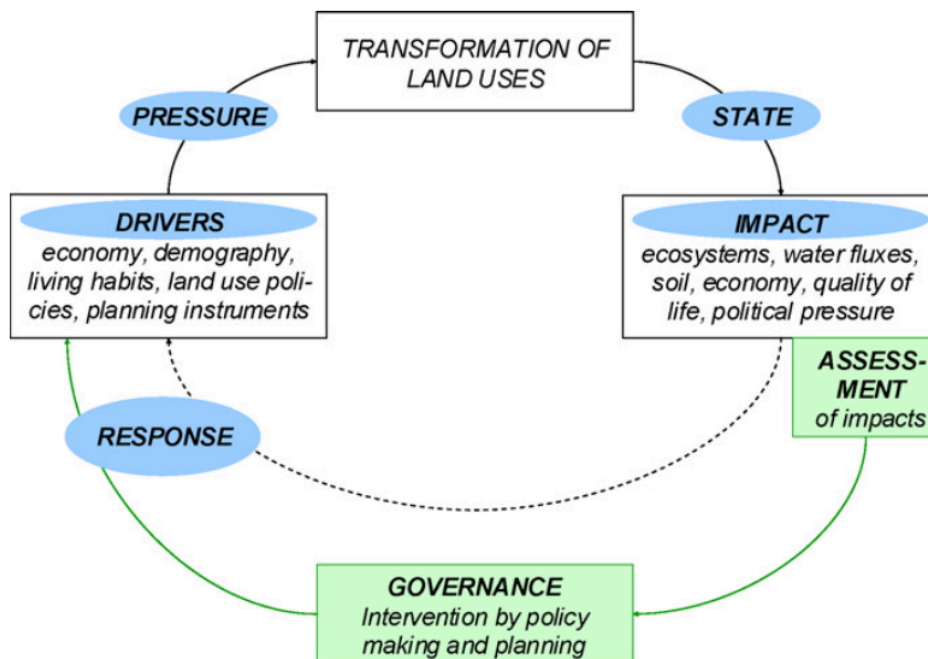 TRANSFORMATION OF
LAND USES
PRESSURE
STATE
DRIVERS
economy, demography,
living habits, land use poli-
cies, planning instruments
IMPACT
ecosystems, water fluxes,
soil, economy, quality of
life, political pressure
ASSESS-
MENT
of impacts
RESPONSE
GOVERNANCE
Intervention by policy
making and planning